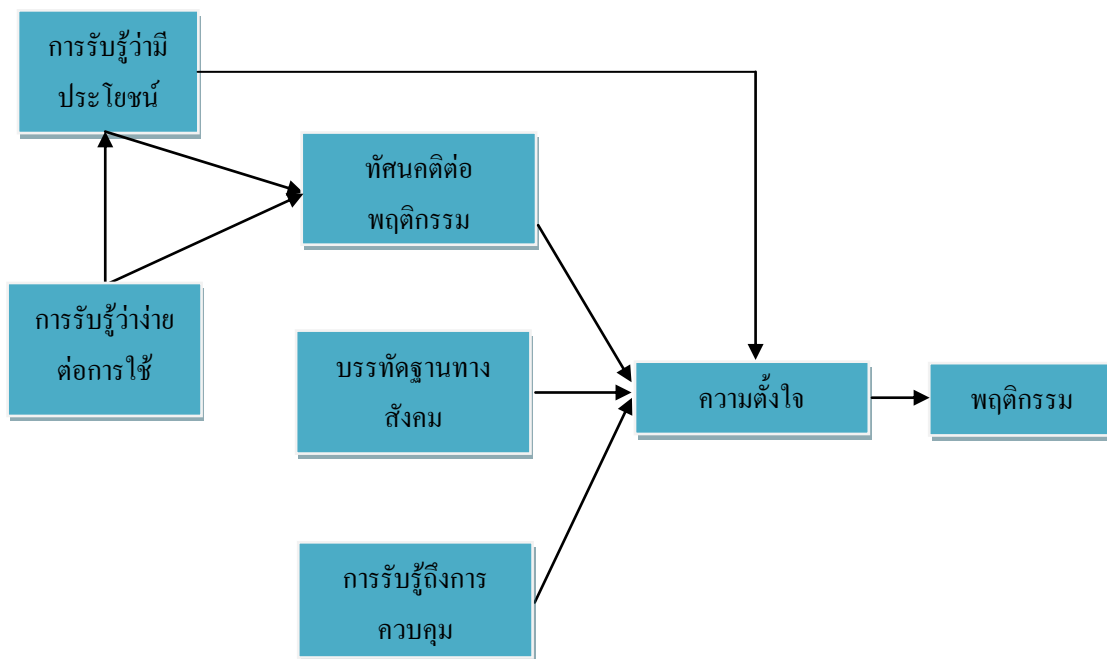 การรับรู้ว่ามี
ประโยชน์
ทัศนคติต่อ
พฤติกรรม
การรับรู้ว่าง่าย
ต่อการใช้
บรรทัดฐานทาง
สังคม
ความตั้งใจ
พฤติกรรม
การรับรู้ถึงการ
ควบคุม